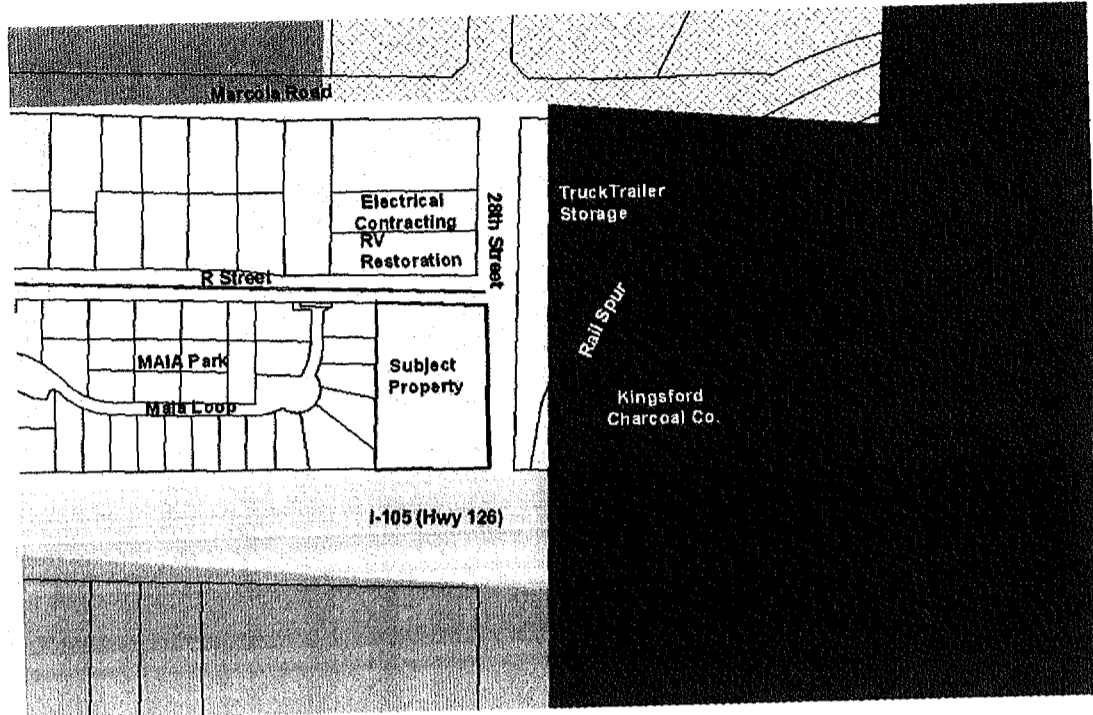 Marcola Road
TruckTrailer
Storage
Electrical
Contracting
RV
Restoration
28th Street
R Street
Rail Spur
MAIA Park
Subject
Property
Maia Loop
Kingsford
Charcoal Co.
I-105 (Hwy 126)